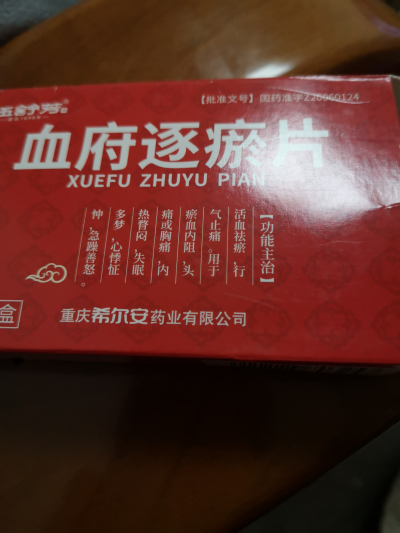 舒芳
【批准文号】国药准字Z20060124
血府逐瘀片
XUEFU ZHUYU PIAN
【功能主治】
活血祛瘀,行
气止痛。用于
瘀血内阻,头
痛或胸痛,内
热瞀闷,失眠
多梦,心悸怔
忡,急躁善怒。
盒
重庆希尔安药业有限公司